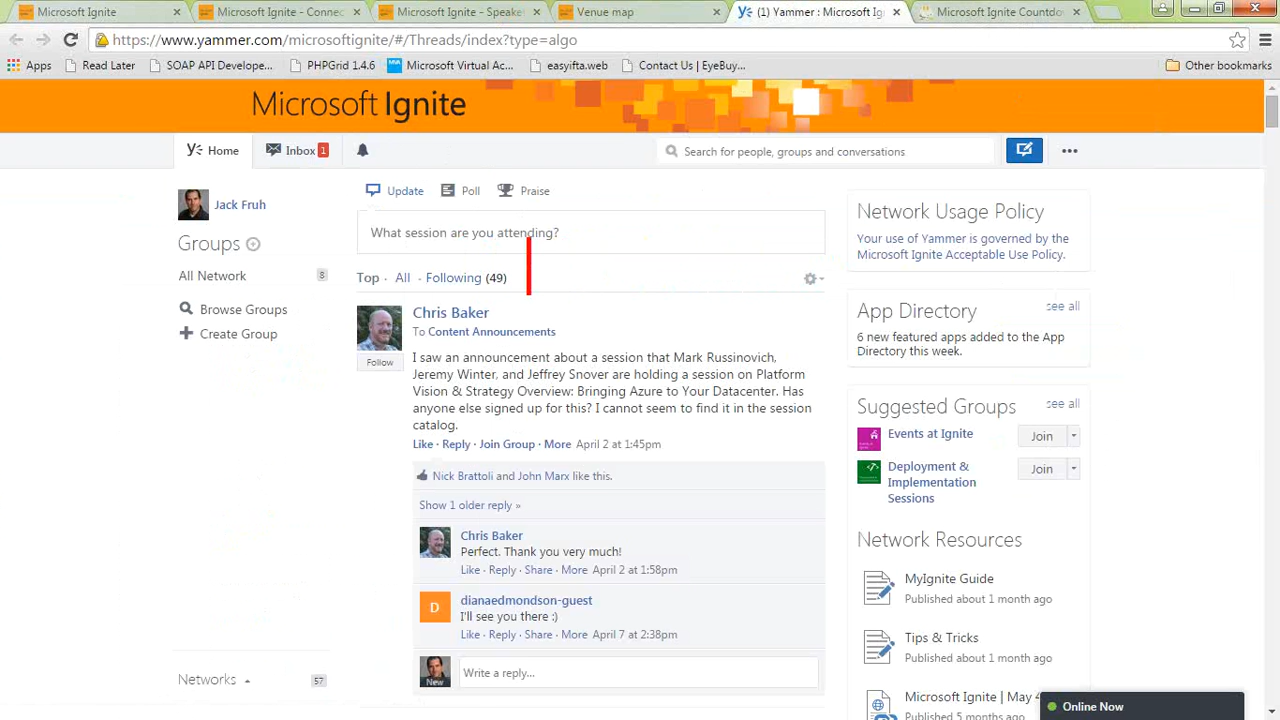 Microsoft Ignite
Microsoft Ignite - Connec
Microsoft Ignite - Speake
Venue map
(1) Yammer : Microsoft Ig
Microsoft Ignite Countdo
https://www.yammer.com/microsoftignite/#/Threads/index?type=algo
Apps
Read Later
SOAP API Develope...
PHPGrid 1.4.6
MVA
Microsoft Virtual Ac...
easyifta.web
Contact Us | EyeBuy...
Other bookmarks
Microsoft Ignite
Home
Inbox 1
Search for people, groups and conversations
Jack Fruh
Groups
All Network 8
Browse Groups
Create Group
Networks 57
Update
Poll
Praise
What session are you attending?
Top · All · Following (49)
Chris Baker
To Content Announcements
Follow
I saw an announcement about a session that Mark Russinovich,
Jeremy Winter, and Jeffrey Snover are holding a session on Platform
Vision & Strategy Overview: Bringing Azure to Your Datacenter. Has
anyone else signed up for this? I cannot seem to find it in the session
catalog.
Like · Reply · Join Group · More April 2 at 1:45pm
Nick Brattoli and John Marx like this.
Show 1 older reply »
Chris Baker
Perfect. Thank you very much!
Like · Reply · Share · More April 2 at 1:58pm
D
dianaedmondson-guest
I'll see you there :)
Like · Reply · Share · More April 7 at 2:38pm
New
Write a reply...
Network Usage Policy
Your use of Yammer is governed by the
Microsoft Ignite Acceptable Use Policy.
App Directory see all
6 new featured apps added to the App
Directory this week.
Suggested Groups see all
Events at Ignite Join
Deployment &
Implementation
Sessions
Join
Network Resources
MyIgnite Guide
Published about 1 month ago
Tips & Tricks
Published about 1 month ago
Microsoft Ignite | May 4
Published 5 months ago
Online Now